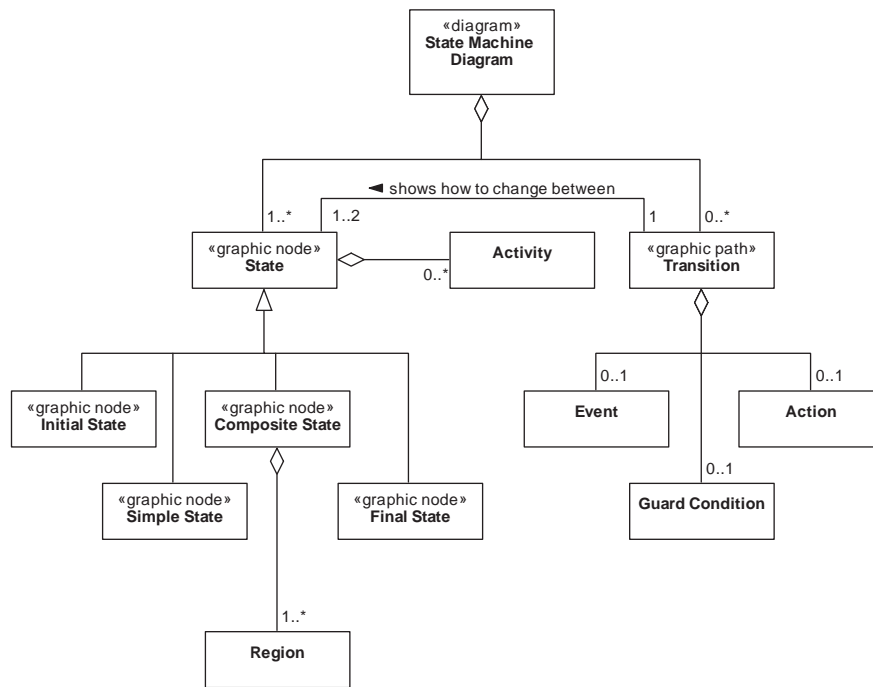 «diagram»
State Machine
Diagram
◄ shows how to change between
1..*
1..2
1
0..*
«graphic node»
State
Activity
0..*
«graphic path»
Transition
0..1
0..1
«graphic node»
Initial State
«graphic node»
Composite State
Event
Action
0..1
«graphic node»
Simple State
«graphic node»
Final State
Guard Condition
1..*
Region